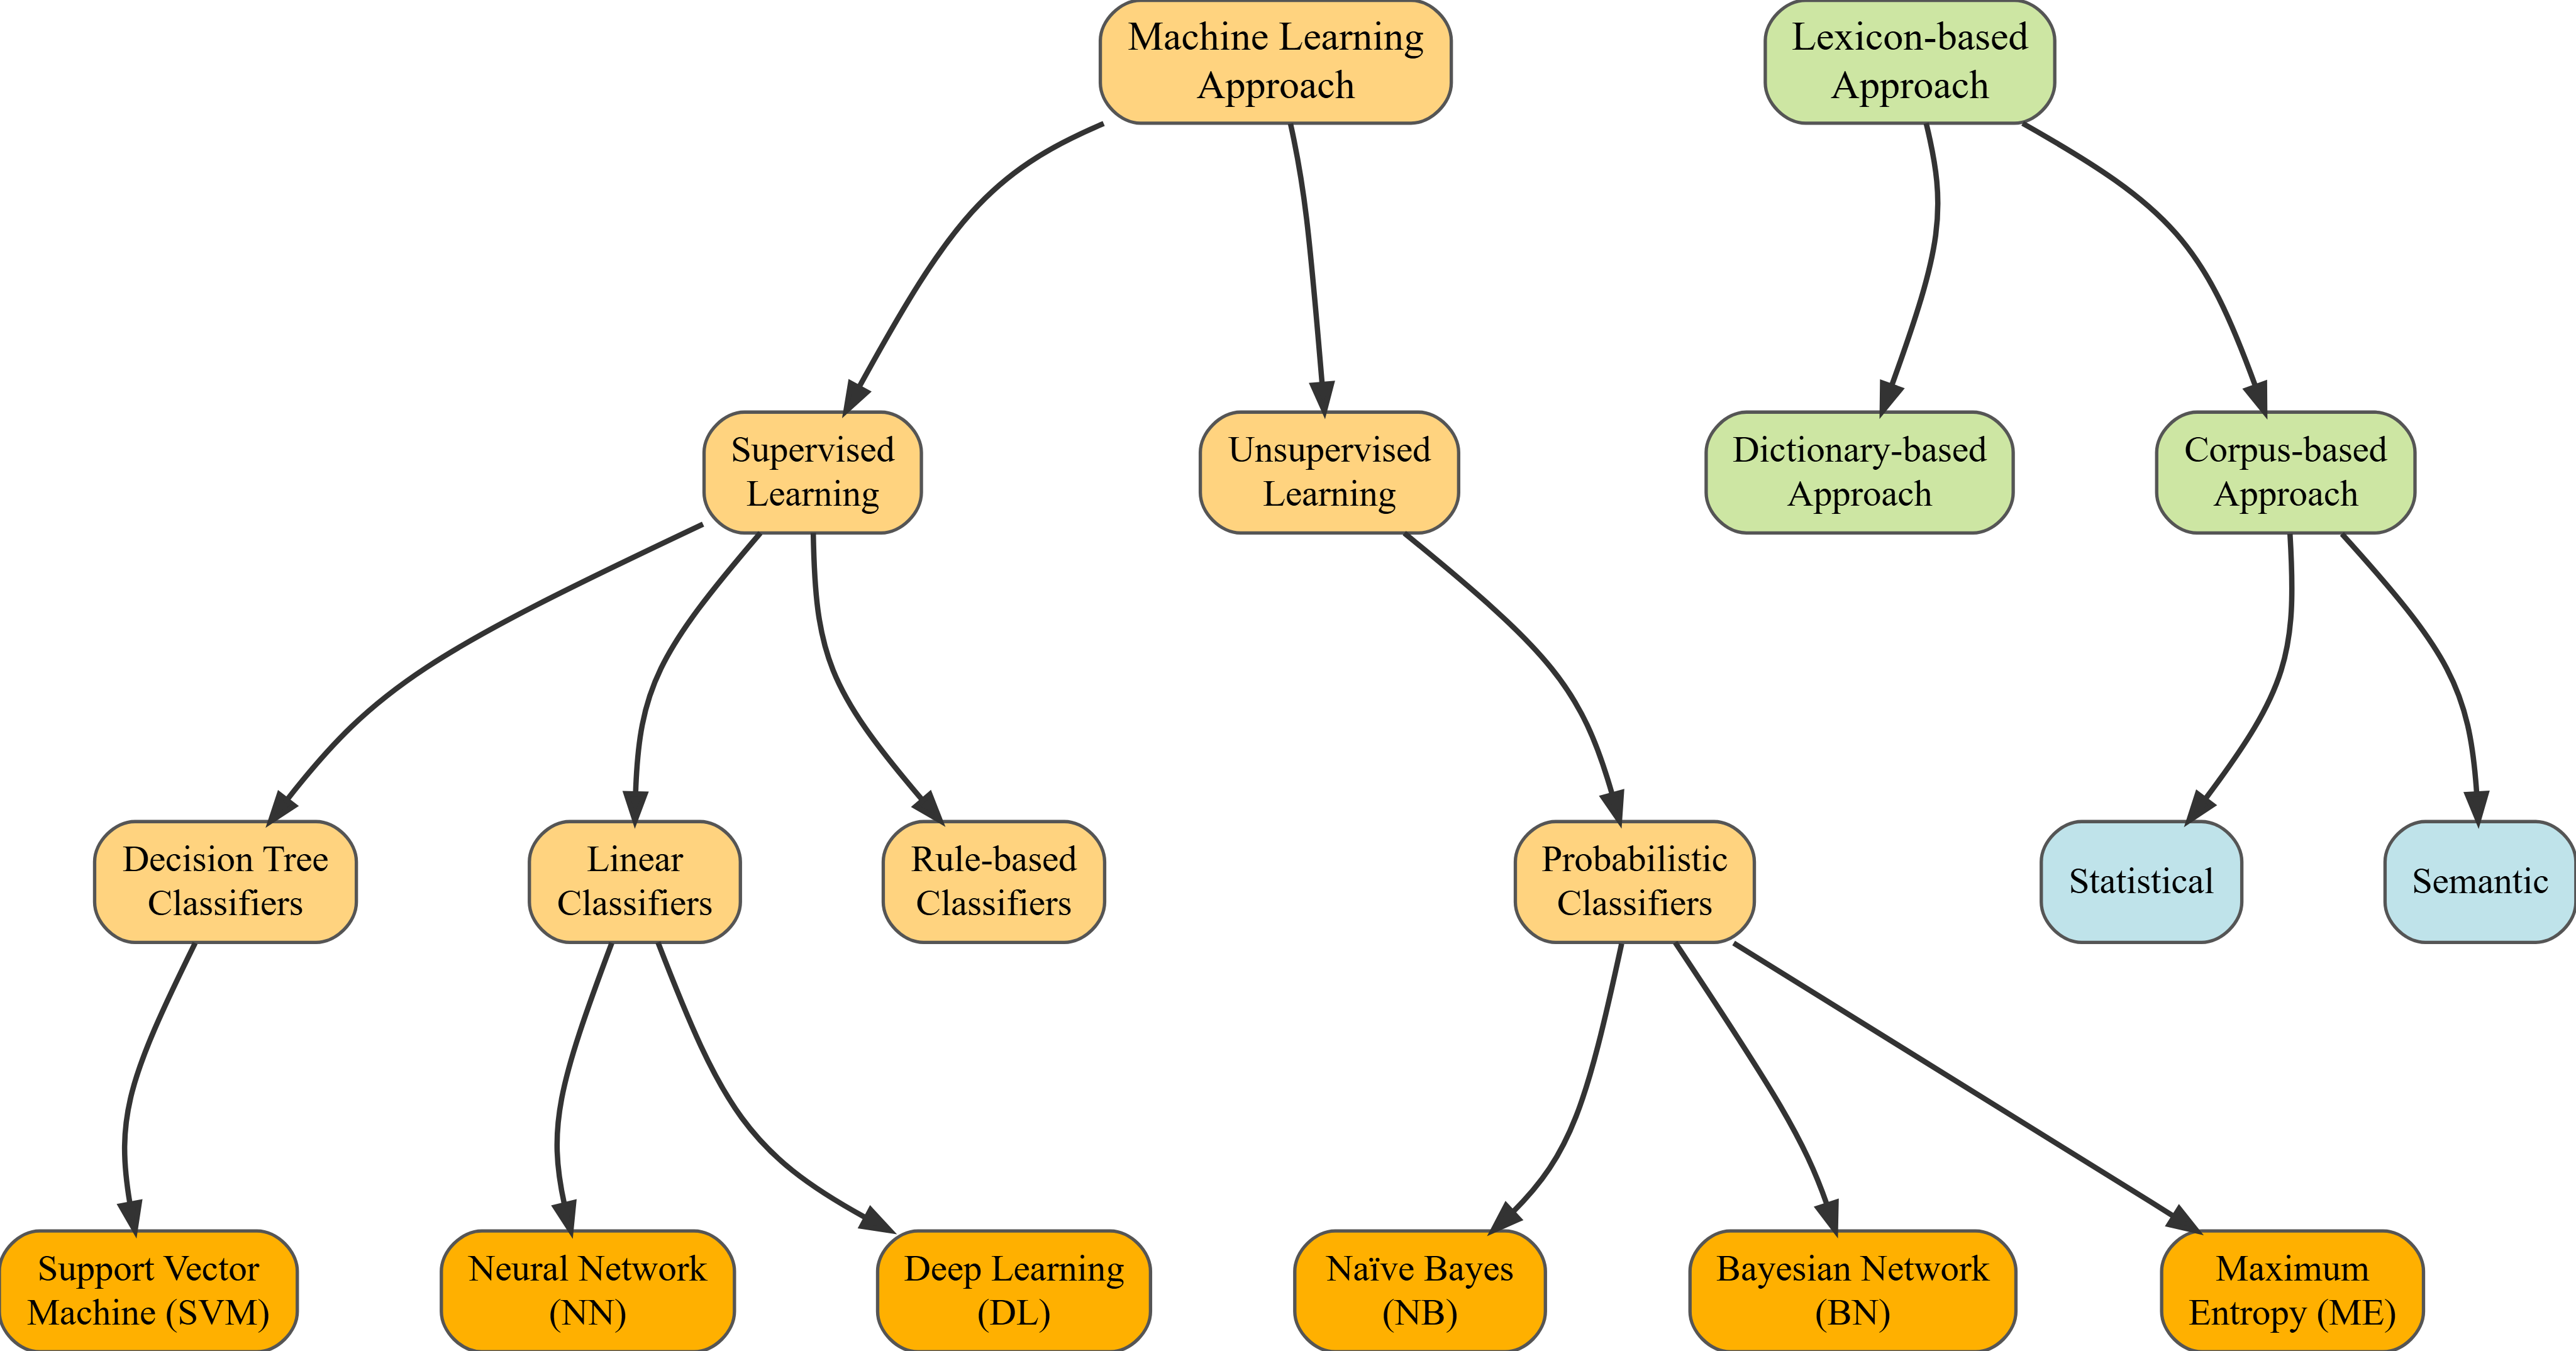 Machine Learning
Approach
Lexicon-based
Approach
Supervised
Learning
Unsupervised
Learning
Dictionary-based
Approach
Corpus-based
Approach
Decision Tree
Classifiers
Linear
Classifiers
Rule-based
Classifiers
Probabilistic
Classifiers
Statistical
Semantic
Support Vector
Machine (SVM)
Neural Network
(NN)
Deep Learning
(DL)
Naïve Bayes
(NB)
Bayesian Network
(BN)
Maximum
Entropy (ME)